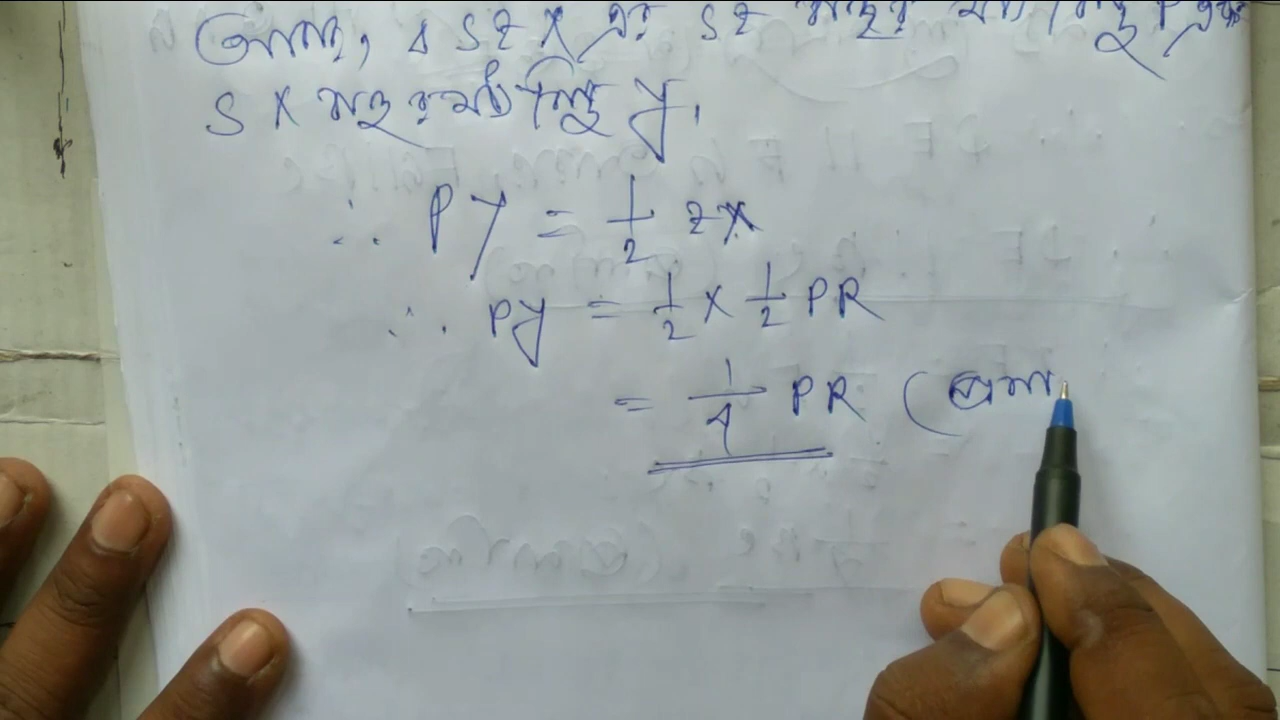 আবার, Δ SZX এর SZ বাহুর মধ্যবিন্দু P এবং
SX বাহুর মধ্যবিন্দু Y.
∴ PY = 1/2 ZX
∴ PY = 1/2 × 1/2 PR
= 1/4 PR (প্রমা